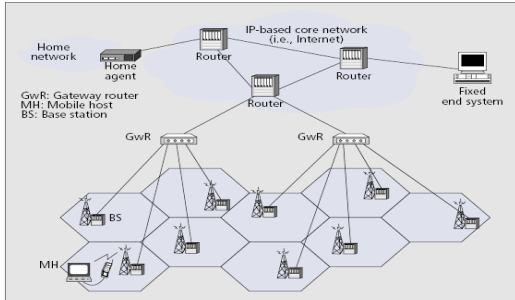 Home
network
Home
agent
Router
IP-based core network
(i.e., Internet)
Router
Router
Fixed
end system
GwR: Gateway router
MH: Mobile host
BS: Base station
GwR
GwR
BS
MH